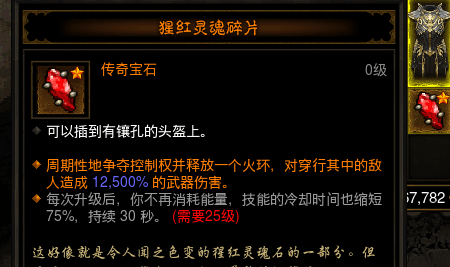 猩红灵魂碎片
传奇宝石 0级
可以插到有镶孔的头盔上。
周期性地争夺控制权并释放一个火环，对穿行其中的敌
人造成 12,500% 的武器伤害。
每次升级后，你不再消耗能量，技能的冷却时间也缩短
75%，持续 30 秒。 (需要25级)
67,782
这好像就是令人闻之色变的猩红灵魂石的一部分。但